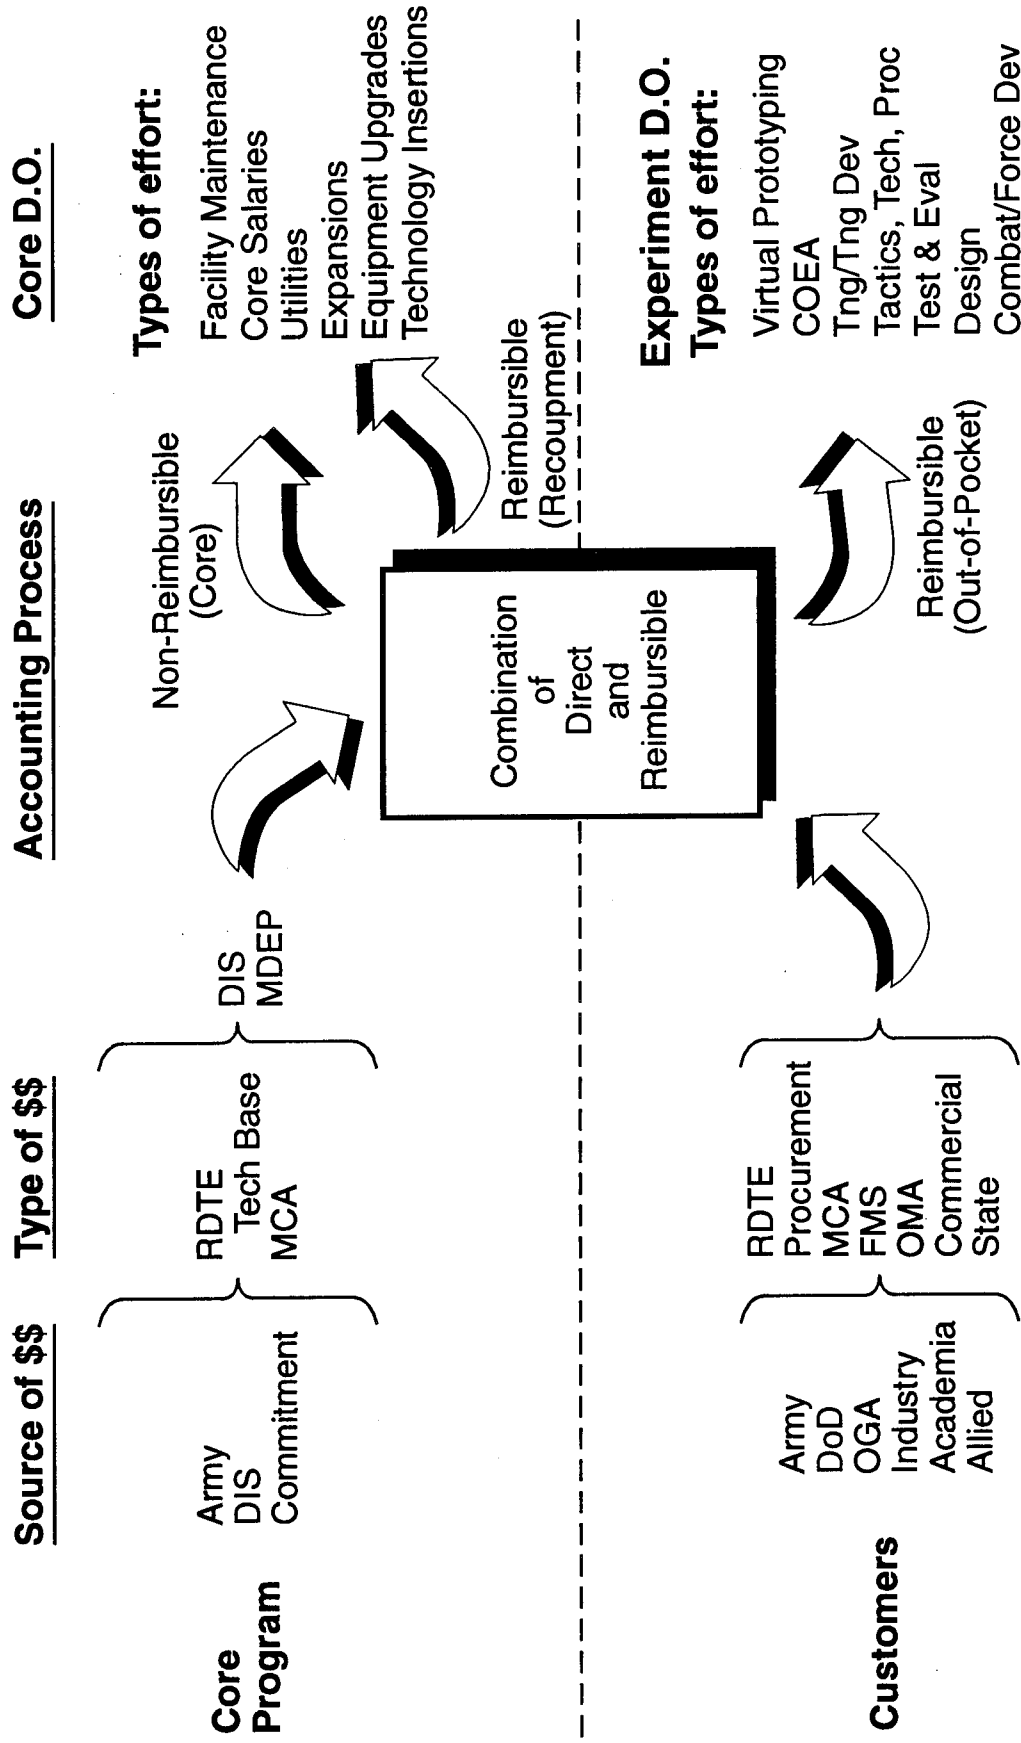 Source of $$
Type of $$
Accounting Process
Core D.O.
Core
Program
Army
DIS
Commitment
RDTE
Tech Base
MCA
DIS
MDEP
Non-Reimbursible
(Core)
Types of effort:
Facility Maintenance
Core Salaries
Utilities
Expansions
Equipment Upgrades
Technology Insertions
Reimbursible
(Recoupment)
Combination
of
Direct
and
Reimbursible
Customers
Army
DoD
OGA
Industry
Academia
Allied
RDTE
Procurement
MCA
FMS
OMA
Commercial
State
Reimbursible
(Out-of-Pocket)
Experiment D.O.
Types of effort:
Virtual Prototyping
COEA
Tng/Tng Dev
Tactics, Tech, Proc
Test & Eval
Design
Combat/Force Dev